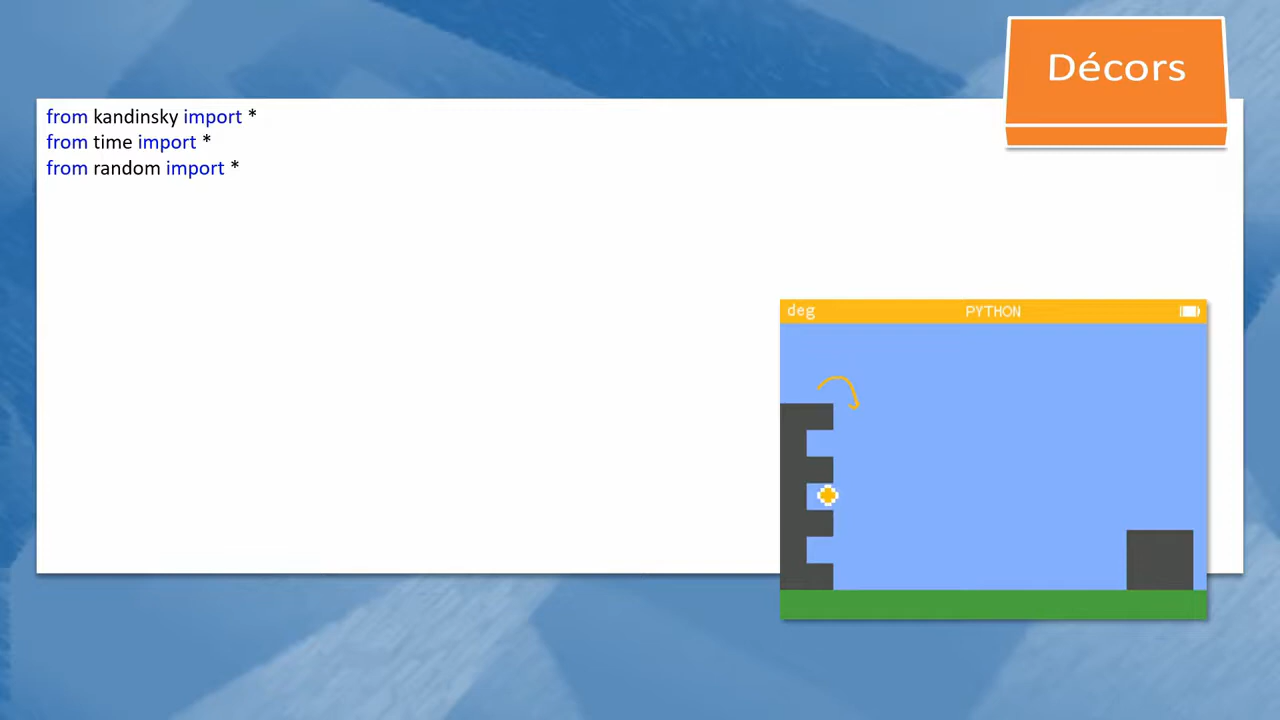 Décors
from kandinsky import *
from time import *
from random import *
deg PYTHON